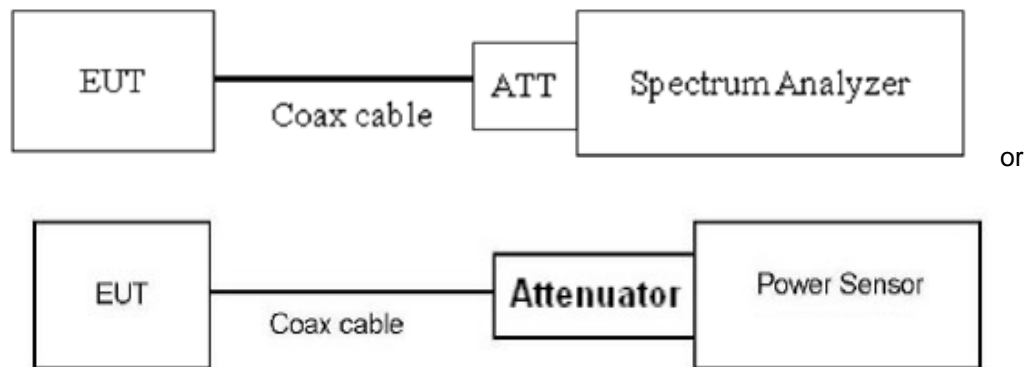 EUT
ATT
Spectrum Analyzer
Coax cable
or
EUT
Attenuator
Power Sensor
Coax cable